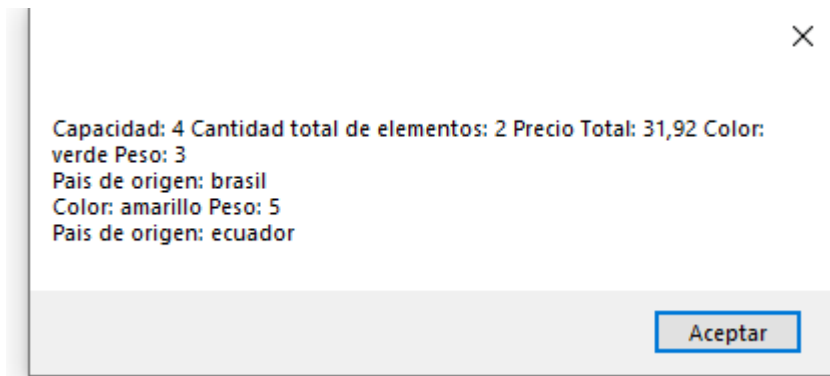 Capacidad: 4 Cantidad total de elementos: 2 Precio Total: 31,92 Color:
verde Peso: 3
Pais de origen: brasil
Color: amarillo Peso: 5
Pais de origen: ecuador
Aceptar